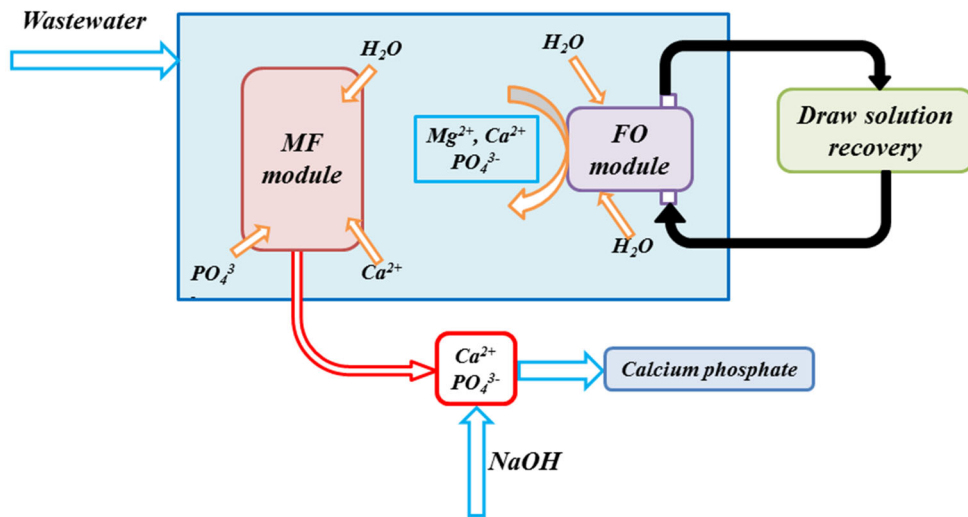 Wastewater
H₂O
H₂O
MF
module
Mg²⁺, Ca²⁺
PO₄³⁻
FO
module
Draw solution
recovery
H₂O
PO₄³
-
Ca²⁺
Ca²⁺
PO₄³⁻
Calcium phosphate
NaOH